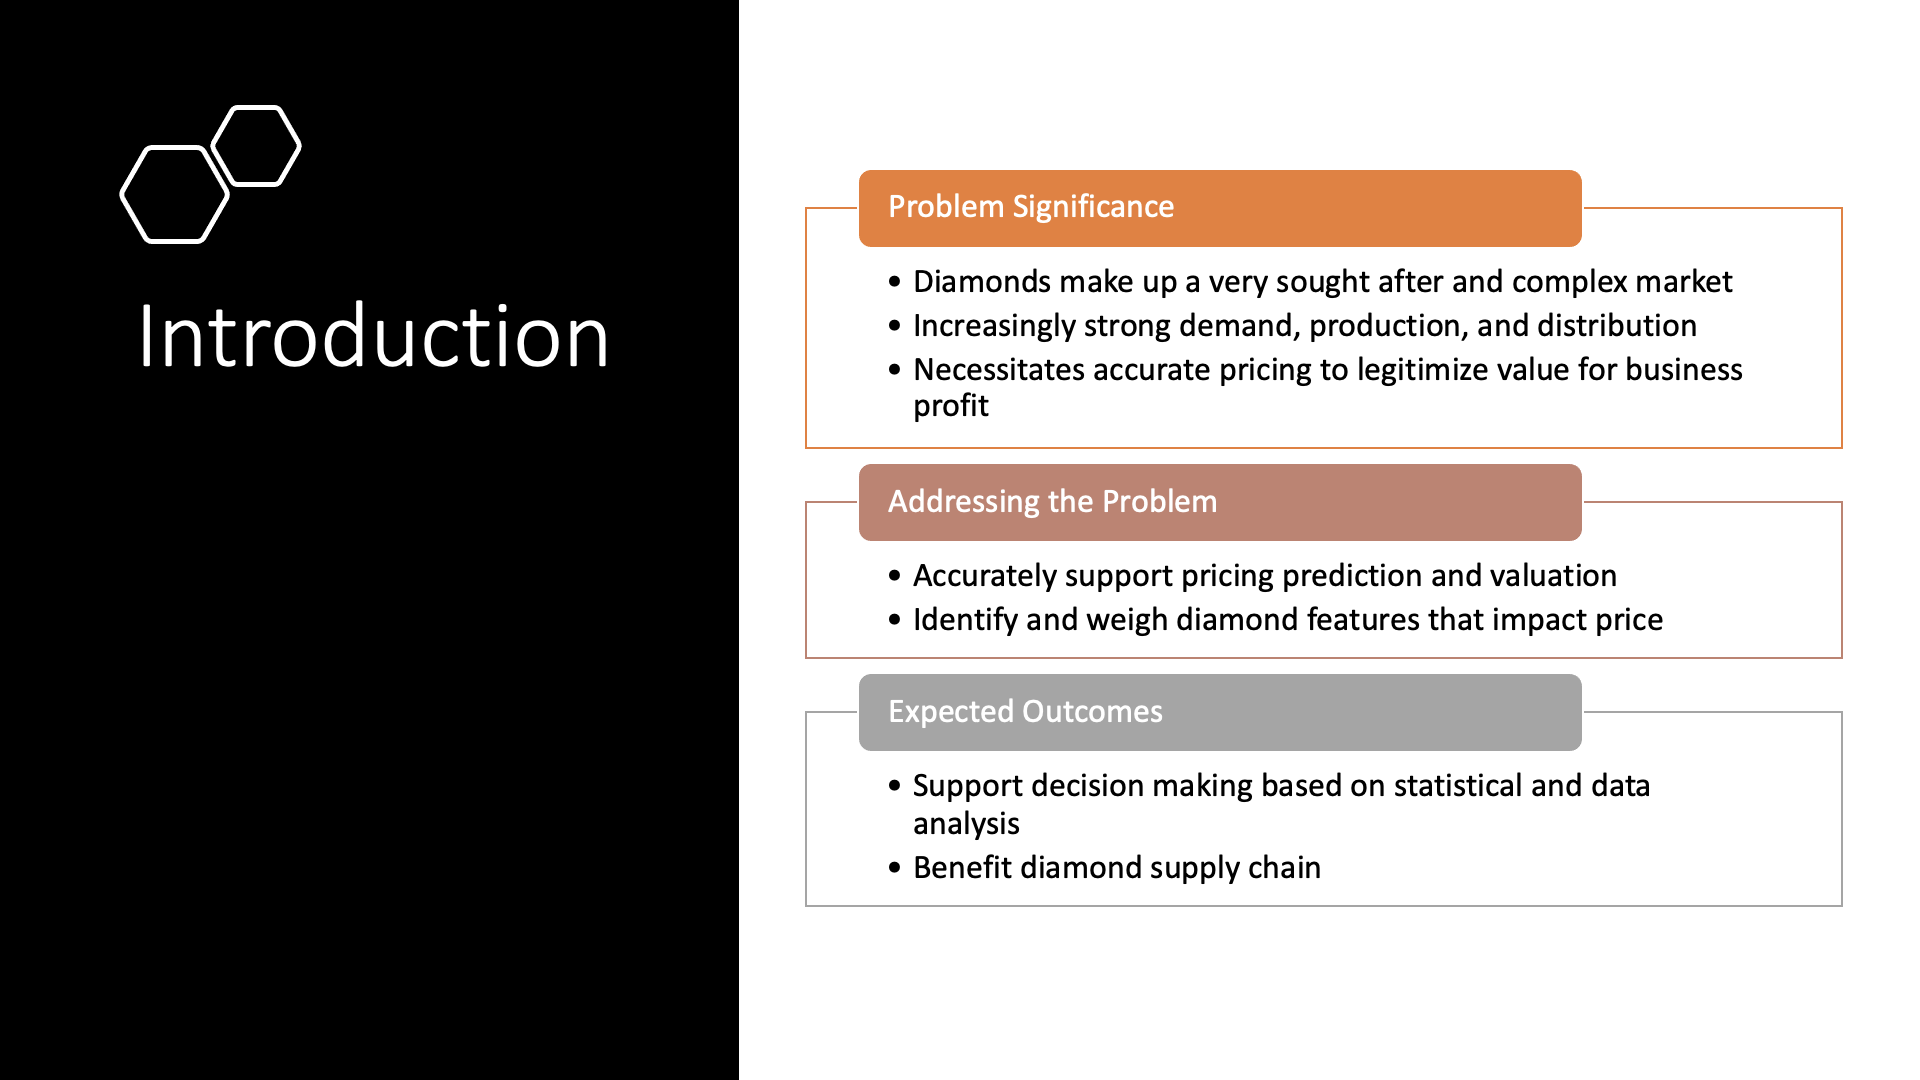 Introduction
Problem Significance
• Diamonds make up a very sought after and complex market
• Increasingly strong demand, production, and distribution
• Necessitates accurate pricing to legitimize value for business
profit
Addressing the Problem
• Accurately support pricing prediction and valuation
• Identify and weigh diamond features that impact price
Expected Outcomes
• Support decision making based on statistical and data
analysis
• Benefit diamond supply chain